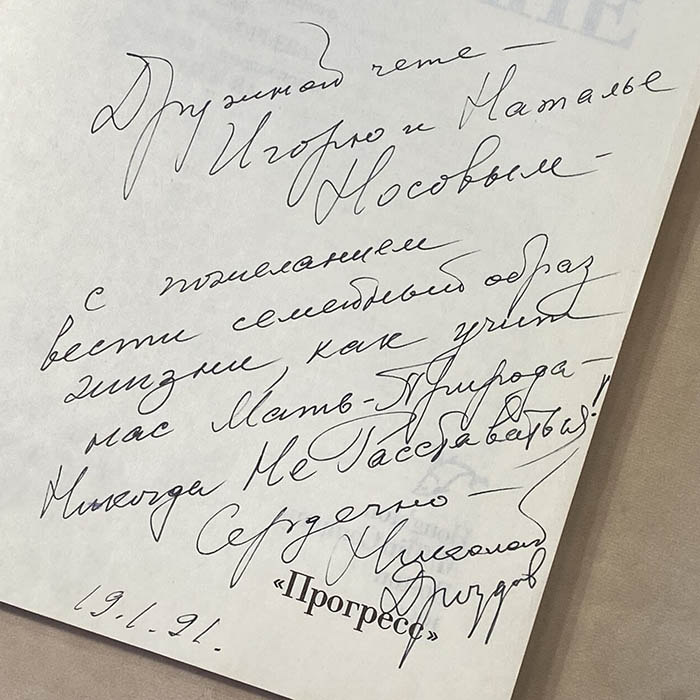 Дружной чете –
Игорю и Наталье
Носовым –
с пожеланием
вести семейный образ
жизни, как учит
нас Мать-Природа –
Никогда Не Расставаться!
Сердечно –
Николай
Дроздов
«Прогресс»
19.1.91.